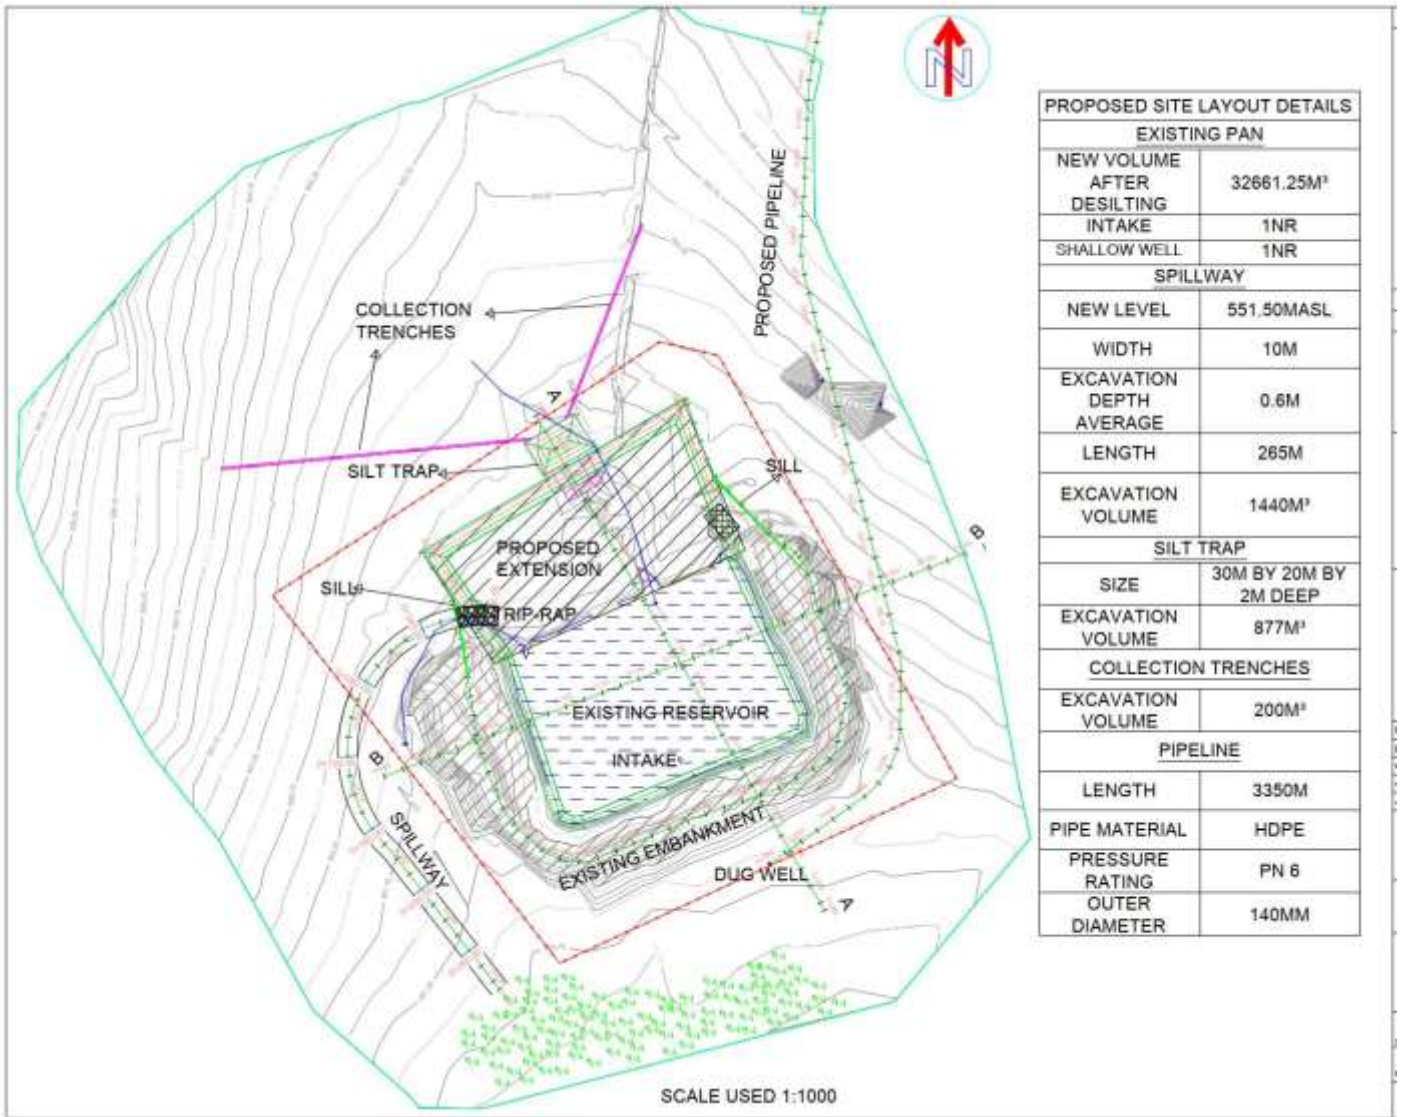 N
PROPOSED PIPELINE
COLLECTION
TRENCHES
A
SILT TRAP
SILL
B
PROPOSED
EXTENSION
SILL
RIP-RAP
EXISTING RESERVOIR
INTAKE
B
SPILLWAY
EXISTING EMBANKMENT
DUG WELL
A
SCALE USED 1:1000
PROPOSED SITE LAYOUT DETAILS
EXISTING PAN
NEW VOLUME
AFTER
DESILTING
32661.25M³
INTAKE
1NR
SHALLOW WELL
1NR
SPILLWAY
NEW LEVEL
551.50MASL
WIDTH
10M
EXCAVATION
DEPTH
AVERAGE
0.6M
LENGTH
265M
EXCAVATION
VOLUME
1440M³
SILT TRAP
SIZE
30M BY 20M BY
2M DEEP
EXCAVATION
VOLUME
877M³
COLLECTION TRENCHES
EXCAVATION
VOLUME
200M³
PIPELINE
LENGTH
3350M
PIPE MATERIAL
HDPE
PRESSURE
RATING
PN 6
OUTER
DIAMETER
140MM